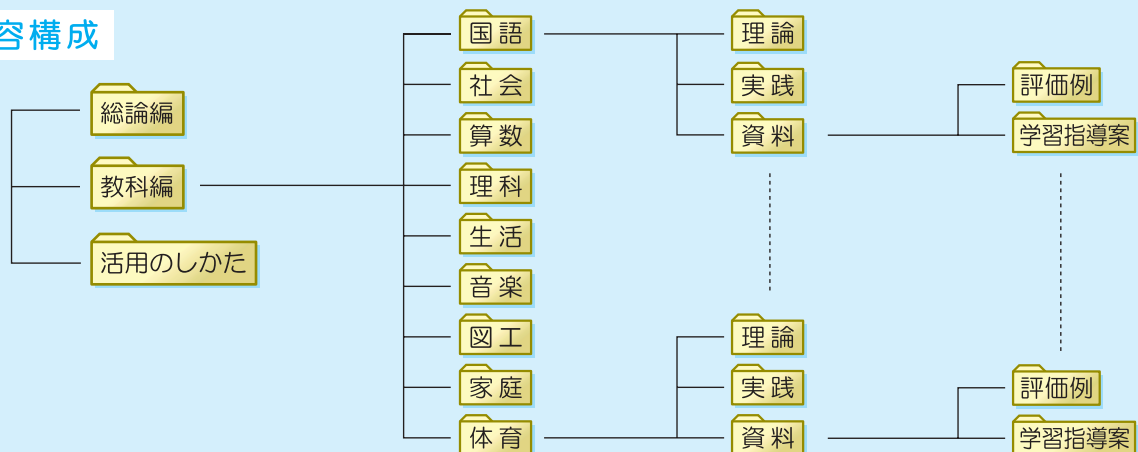 容構成
総論編
教科編
活用のしかた
国語
社会
算数
理科
生活
音楽
図工
家庭
体育
理論
実践
資料
評価例
学習指導案
理論
実践
資料
評価例
学習指導案